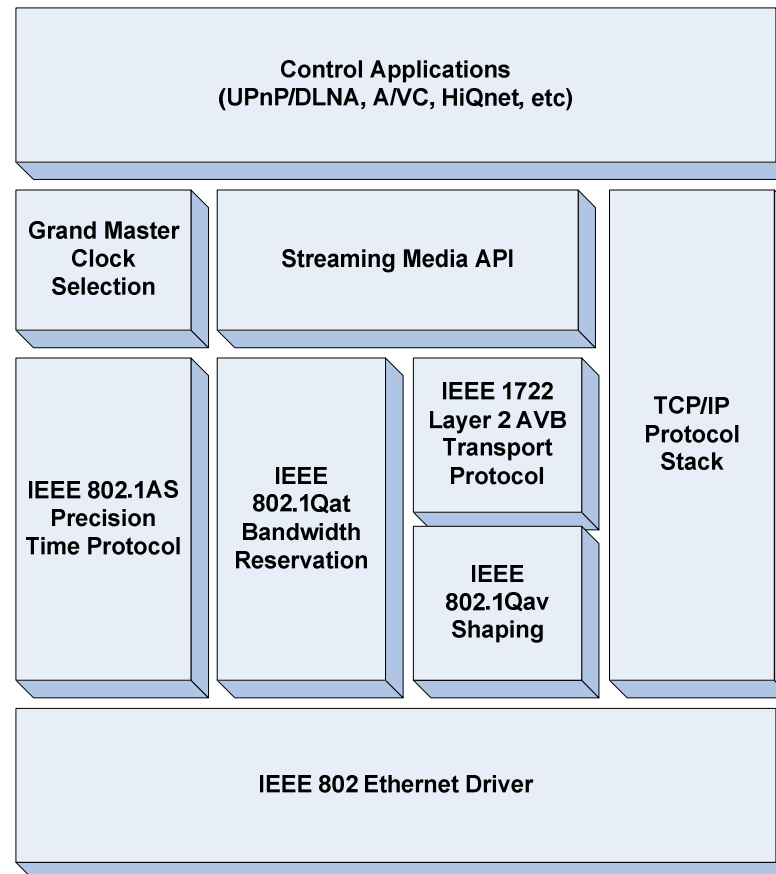 Control Applications
(UPnP/DLNA, A/VC, HiQnet, etc)
Grand Master
Clock
Selection
Streaming Media API
IEEE 802.1AS
Precision
Time Protocol
IEEE
802.1Qat
Bandwidth
Reservation
IEEE 1722
Layer 2 AVB
Transport
Protocol
IEEE
802.1Qav
Shaping
TCP/IP
Protocol
Stack
IEEE 802 Ethernet Driver